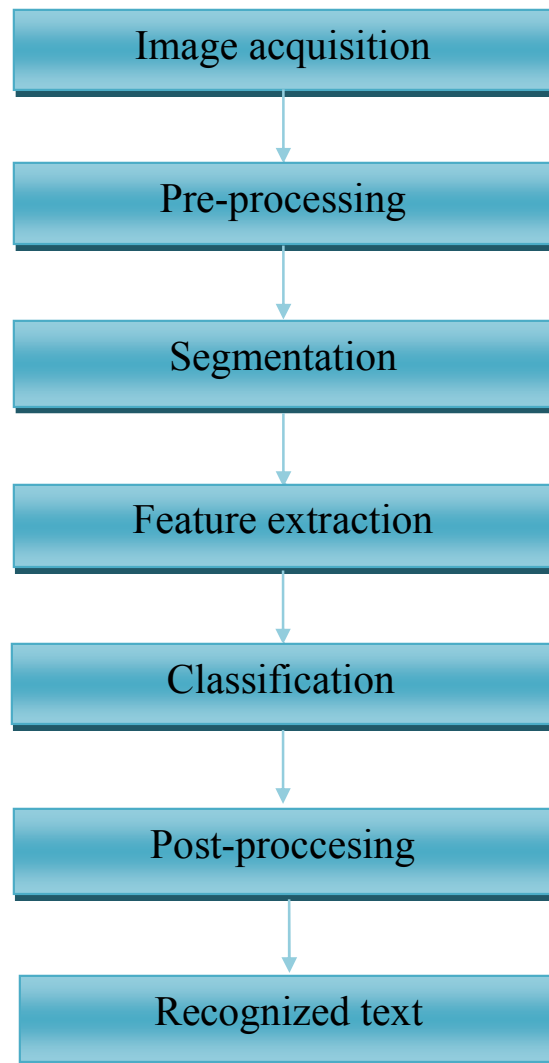 Image acquisition
Pre-processing
Segmentation
Feature extraction
Classification
Post-proccesing
Recognized text